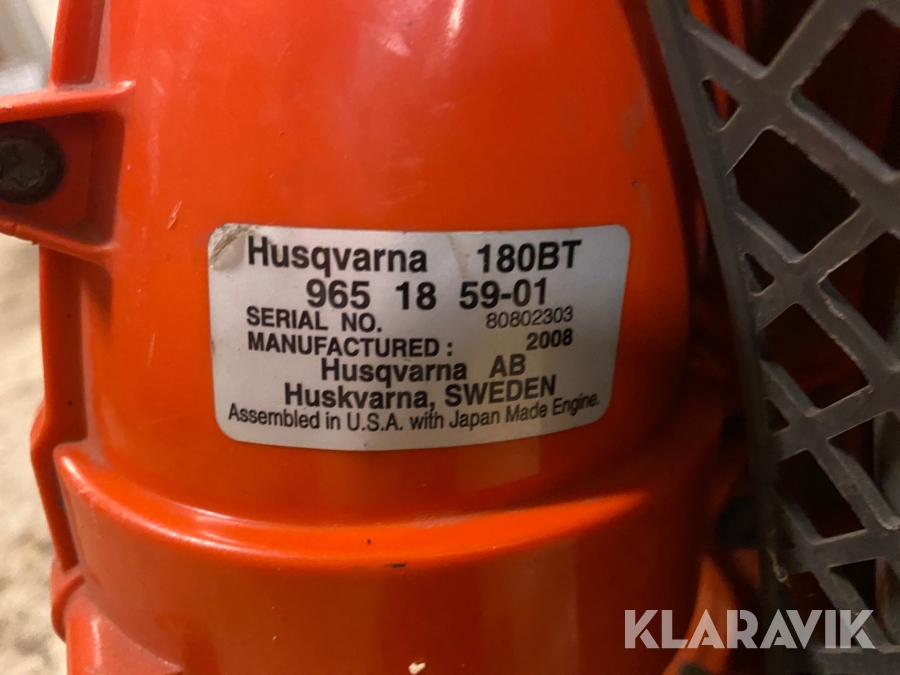 Husqvarna 180BT
965 18 59-01
SERIAL NO. 80802303
MANUFACTURED : 2008
Husqvarna AB
Huskvarna, SWEDEN
Assembled in U.S.A. with Japan Made Engine.
KLARAVIK